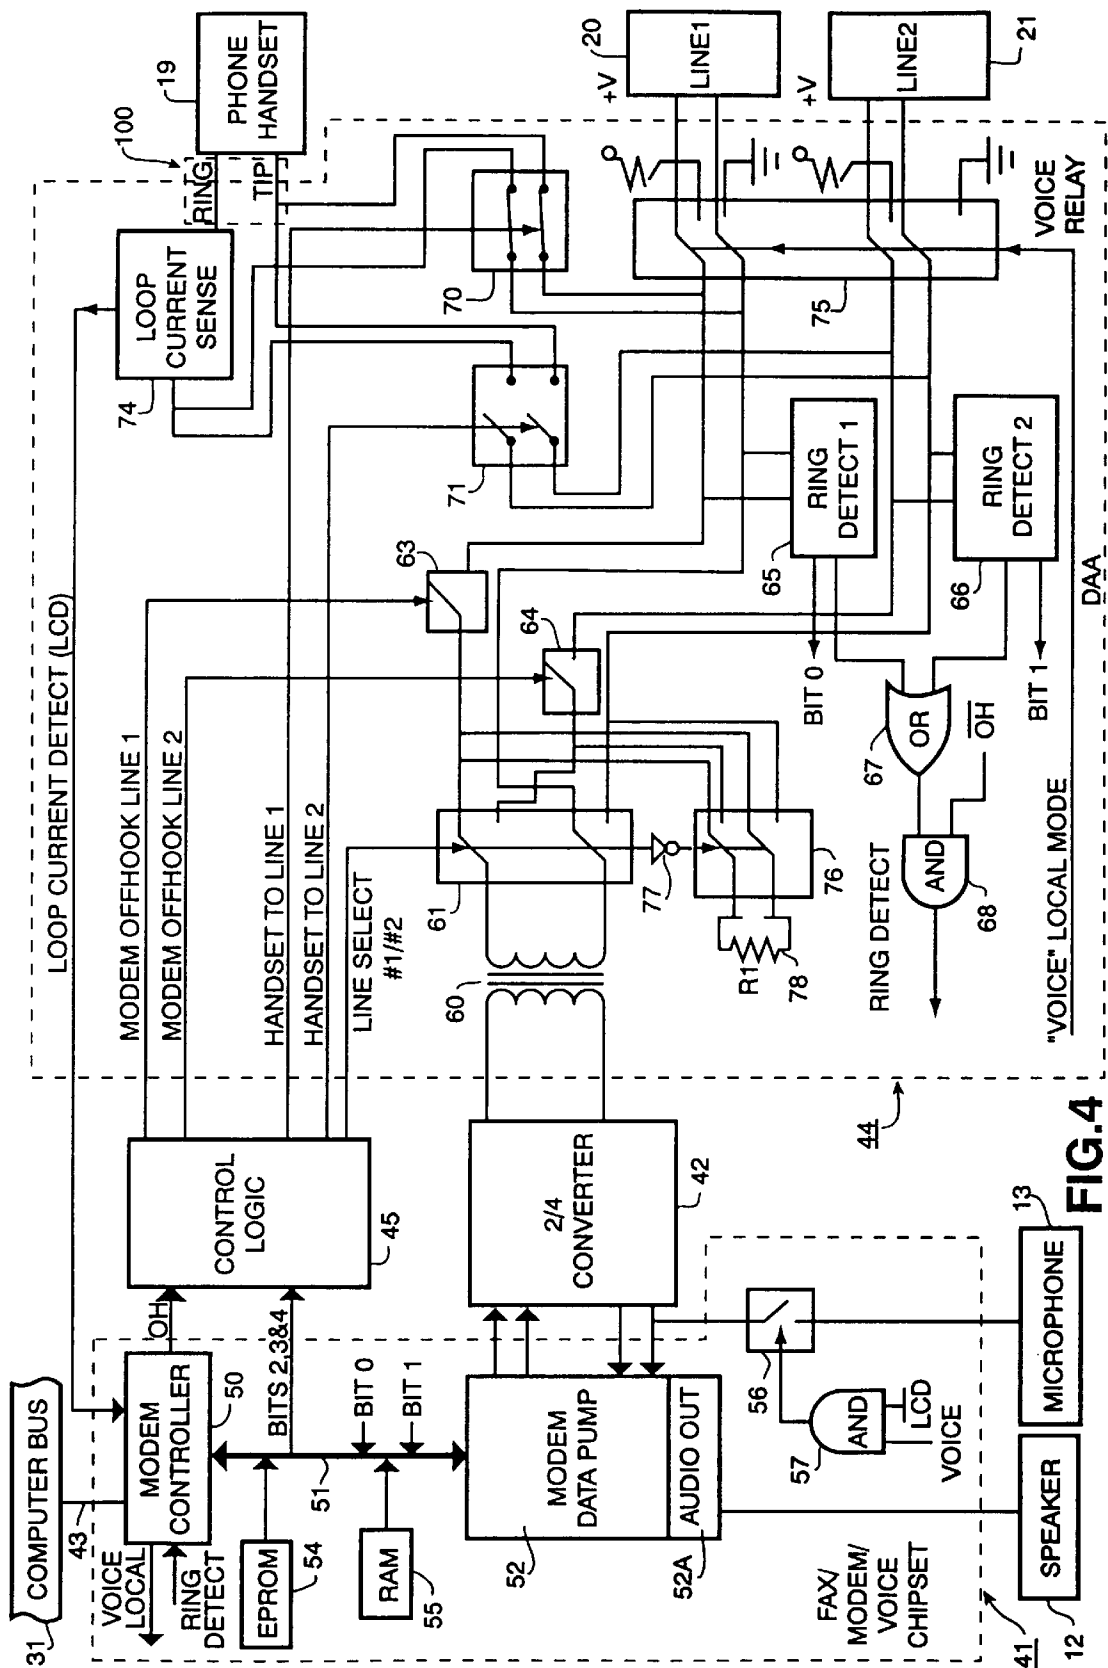 COMPUTER BUS
31
43
VOICE
LOCAL
RING
DETECT
MODEM
CONTROLLER
50
OH
BITS 2,3&4
EPROM
54
RAM
55
51
BIT 0
BIT 1
MODEM
DATA PUMP
52
AUDIO OUT
52A
FAX/
MODEM/
VOICE
CHIPSET
41
SPEAKER
12
MICROPHONE
13
56
AND
57
LCD
VOICE
CONTROL
LOGIC
45
2/4
CONVERTER
42
44
FIG.4
LOOP CURRENT DETECT (LCD)
MODEM OFFHOOK LINE 1
MODEM OFFHOOK LINE 2
HANDSET TO LINE 1
HANDSET TO LINE 2
LINE SELECT
#1/#2
60
61
63
64
77
76
R1
78
RING DETECT
AND
68
OR
67
OH
BIT 0
BIT 1
"VOICE" LOCAL MODE
DAA
RING
DETECT 1
65
RING
DETECT 2
66
71
70
75
VOICE
RELAY
LOOP
CURRENT
SENSE
74
RING
TIP
100
PHONE
HANDSET
19
+V
LINE1
20
+V
LINE2
21